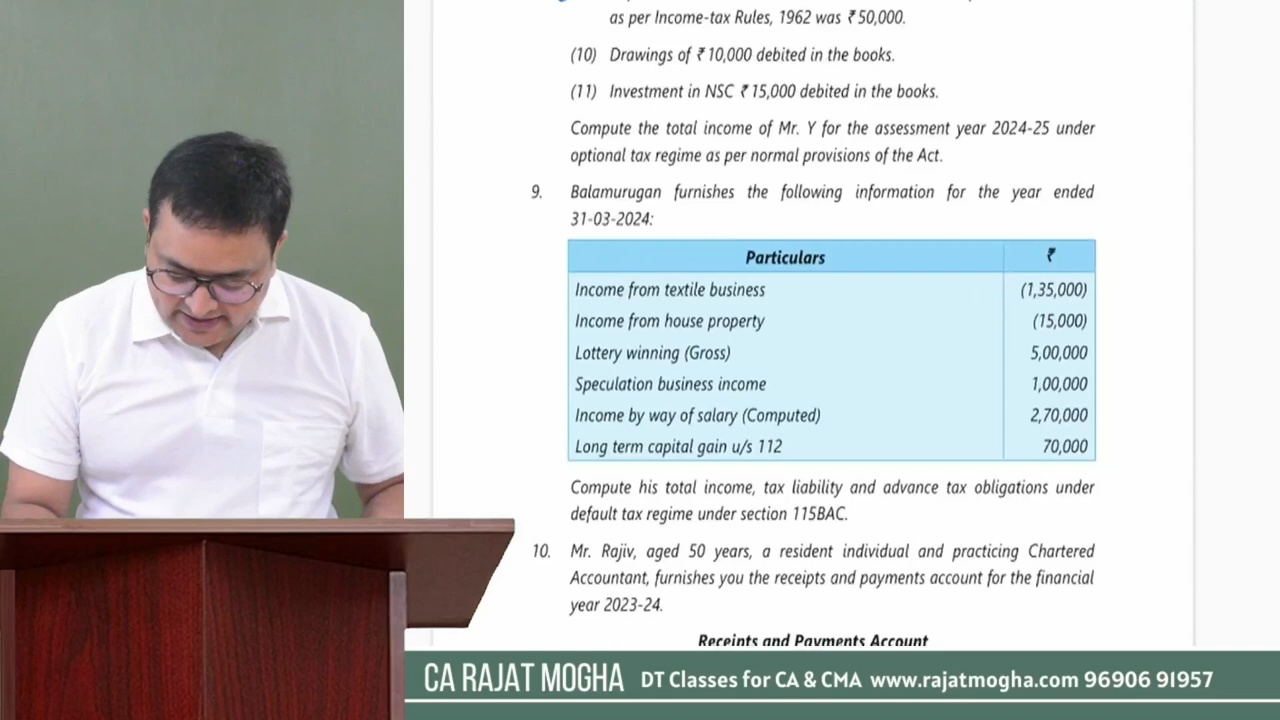 as per Income-tax Rules, 1962 was ₹ 50,000.
(10) Drawings of ₹ 10,000 debited in the books.
(11) Investment in NSC ₹ 15,000 debited in the books.
Compute the total income of Mr. Y for the assessment year 2024-25 under
optional tax regime as per normal provisions of the Act.
9. Balamurugan furnishes the following information for the year ended
31-03-2024:
Particulars ₹
Income from textile business (1,35,000)
Income from house property (15,000)
Lottery winning (Gross) 5,00,000
Speculation business income 1,00,000
Income by way of salary (Computed) 2,70,000
Long term capital gain u/s 112 70,000
Compute his total income, tax liability and advance tax obligations under
default tax regime under section 115BAC.
10. Mr. Rajiv, aged 50 years, a resident individual and practicing Chartered
Accountant, furnishes you the receipts and payments account for the financial
year 2023-24.
Receipts and Payments Account
CA RAJAT MOGHA DT Classes for CA & CMA www.rajatmogha.com 96906 91957